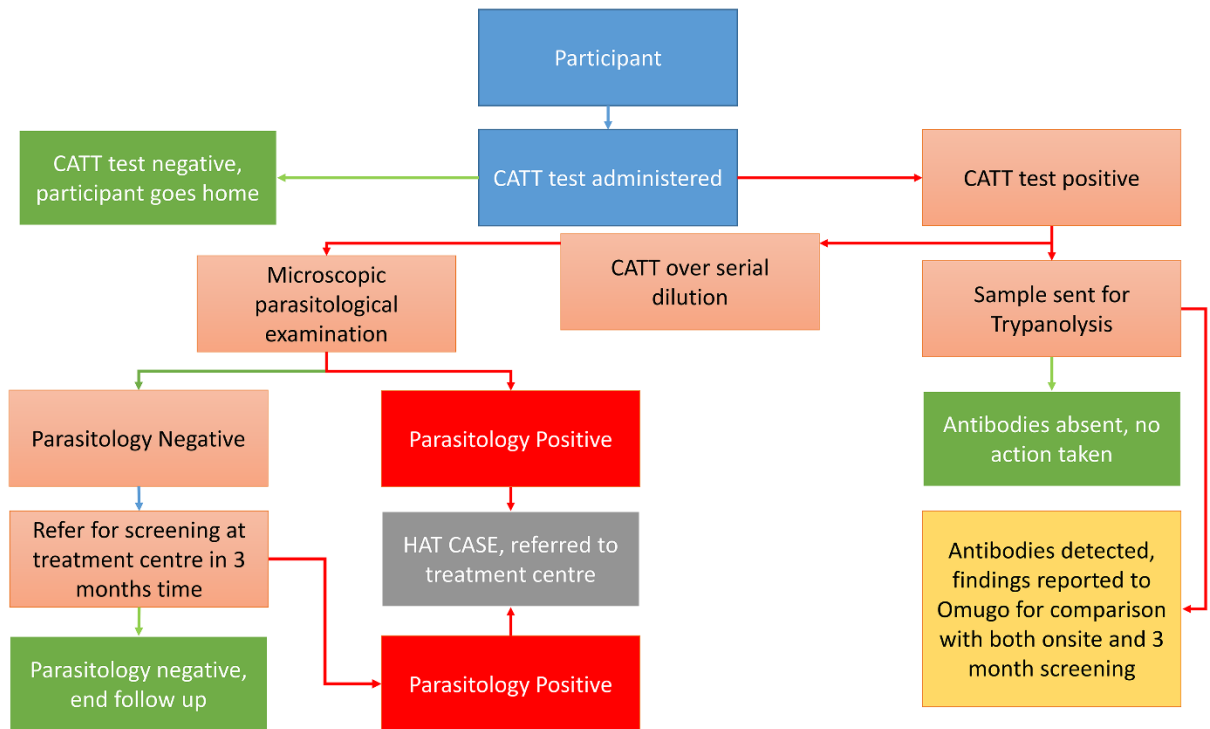 Participant
CATT test negative,
participant goes home
CATT test administered
CATT test positive
Microscopic
parasitological
examination
CATT over serial
dilution
Sample sent for
Trypanolysis
Parasitology Negative
Parasitology Positive
Antibodies absent, no
action taken
Refer for screening at
treatment centre in 3
months time
HAT CASE, referred to
treatment centre
Antibodies detected,
findings reported to
Omugo for comparison
with both onsite and 3
month screening
Parasitology negative,
end follow up
Parasitology Positive